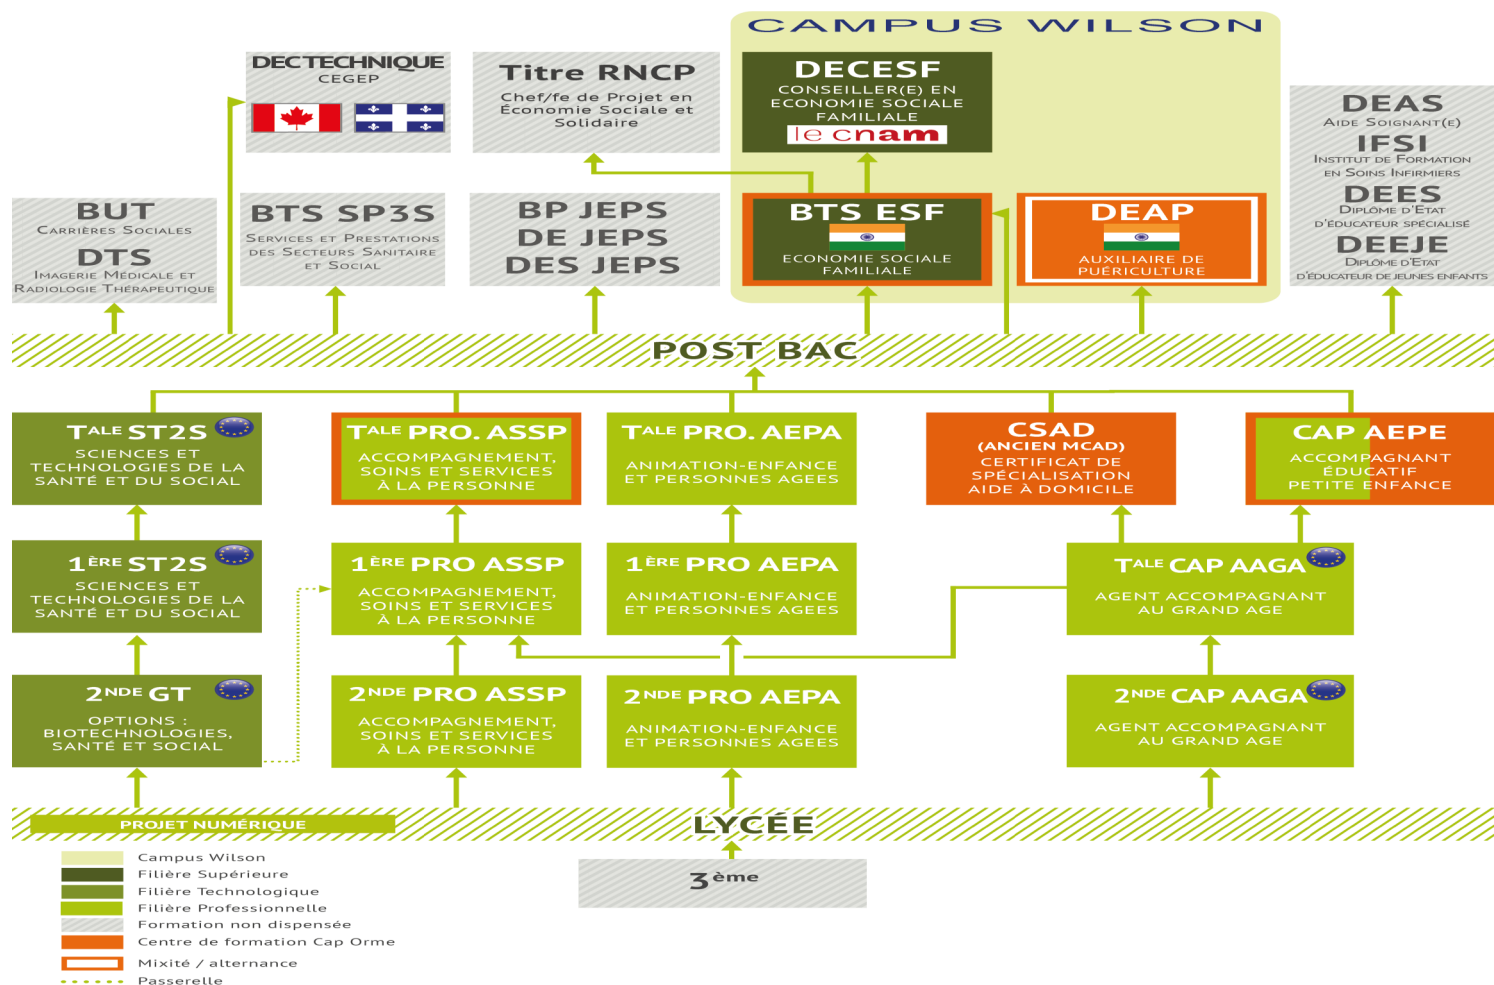 CAMPUS WILSON
DEC TECHNIQUE
CEGEP
Titre RNCP
Chef/fe de Projet en
Économie Sociale et
Solidaire
DECESF
CONSEILLER(E) EN
ECONOMIE SOCIALE
FAMILIALE
le cnam
DEAS
AIDE SOIGNANT(E)
IFSI
INSTITUT DE FORMATION
EN SOINS INFIRMIERS
DEES
DIPLÔME D'ETAT
D'ÉDUCATEUR SPÉCIALISÉ
DEEJE
DIPLÔME D'ETAT
D'ÉDUCATEUR DE JEUNES ENFANTS
BUT
CARRIÈRES SOCIALES
DTS
IMAGERIE MÉDICALE ET
RADIOLOGIE THÉRAPEUTIQUE
BTS SP3S
SERVICES ET PRESTATIONS
DES SECTEURS SANITAIRE
ET SOCIAL
BP JEPS
DE JEPS
DES JEPS
BTS ESF
ECONOMIE SOCIALE
FAMILIALE
DEAP
AUXILIAIRE DE
PUÉRICULTURE
POST BAC
TALE ST2S
SCIENCES ET
TECHNOLOGIES DE LA
SANTÉ ET DU SOCIAL
TALE PRO. ASSP
ACCOMPAGNEMENT,
SOINS ET SERVICES
À LA PERSONNE
TALE PRO. AEPA
ANIMATION-ENFANCE
ET PERSONNES AGEES
CSAD
(ANCIEN MCAD)
CERTIFICAT DE
SPÉCIALISATION
AIDE À DOMICILE
CAP AEPE
ACCOMPAGNANT
ÉDUCATIF
PETITE ENFANCE
1ÈRE ST2S
SCIENCES ET
TECHNOLOGIES DE LA
SANTÉ ET DU SOCIAL
1ÈRE PRO ASSP
ACCOMPAGNEMENT,
SOINS ET SERVICES
À LA PERSONNE
1ÈRE PRO AEPA
ANIMATION-ENFANCE
ET PERSONNES AGEES
TALE CAP AAGA
AGENT ACCOMPAGNANT
AU GRAND AGE
2NDE GT
OPTIONS :
BIOTECHNOLOGIES,
SANTÉ ET SOCIAL
2NDE PRO ASSP
ACCOMPAGNEMENT,
SOINS ET SERVICES
À LA PERSONNE
2NDE PRO AEPA
ANIMATION-ENFANCE
ET PERSONNES AGEES
2NDE CAP AAGA
AGENT ACCOMPAGNANT
AU GRAND AGE
PROJET NUMÉRIQUE
LYCÉE
3ème
Campus Wilson
Filière Supérieure
Filière Technologique
Filière Professionnelle
Formation non dispensée
Centre de formation Cap Orme
Mixité / alternance
Passerelle